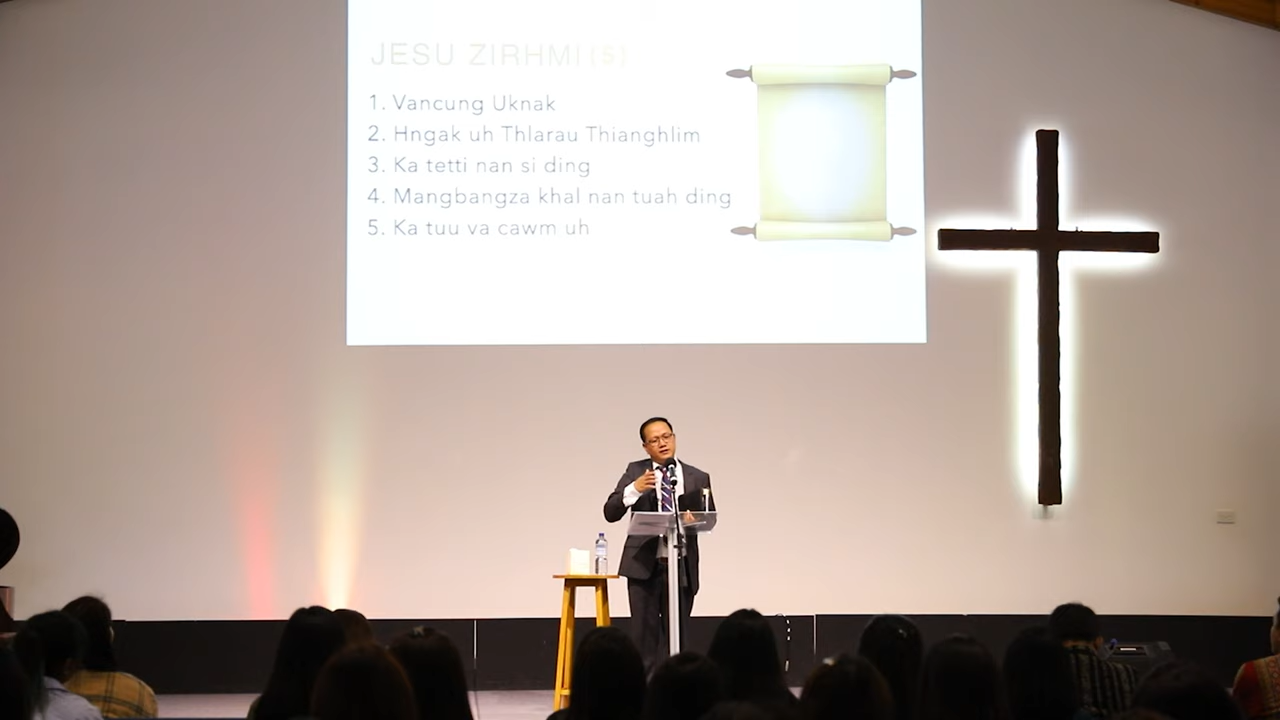 JESU ZIRHMI (5)
1. Vancung Uknak
2. Hngak uh Thlarau Thianghlim
3. Ka tetti nan si ding
4. Mangbangza khal nan tuah ding
5. Ka tuu va cawm uh